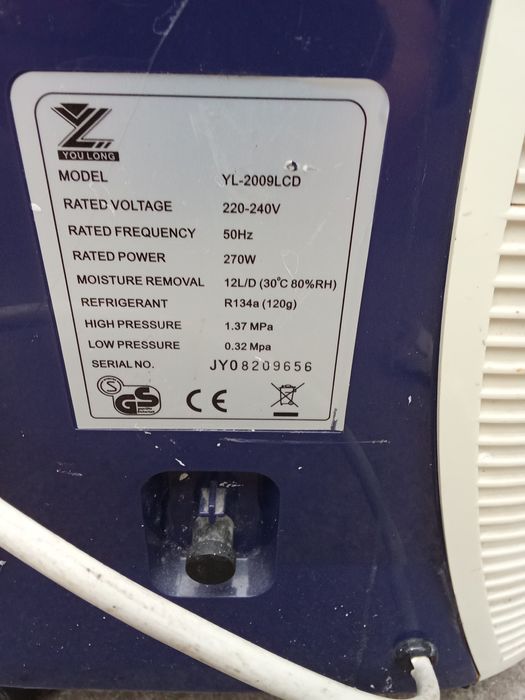 YOU LONG
MODEL YL-2009LCD
RATED VOLTAGE 220-240V
RATED FREQUENCY 50Hz
RATED POWER 270W
MOISTURE REMOVAL 12L/D (30°C 80%RH)
REFRIGERANT R134a (120g)
HIGH PRESSURE 1.37 MPa
LOW PRESSURE 0.32 Mpa
SERIAL NO. JY08209656
S GS CE